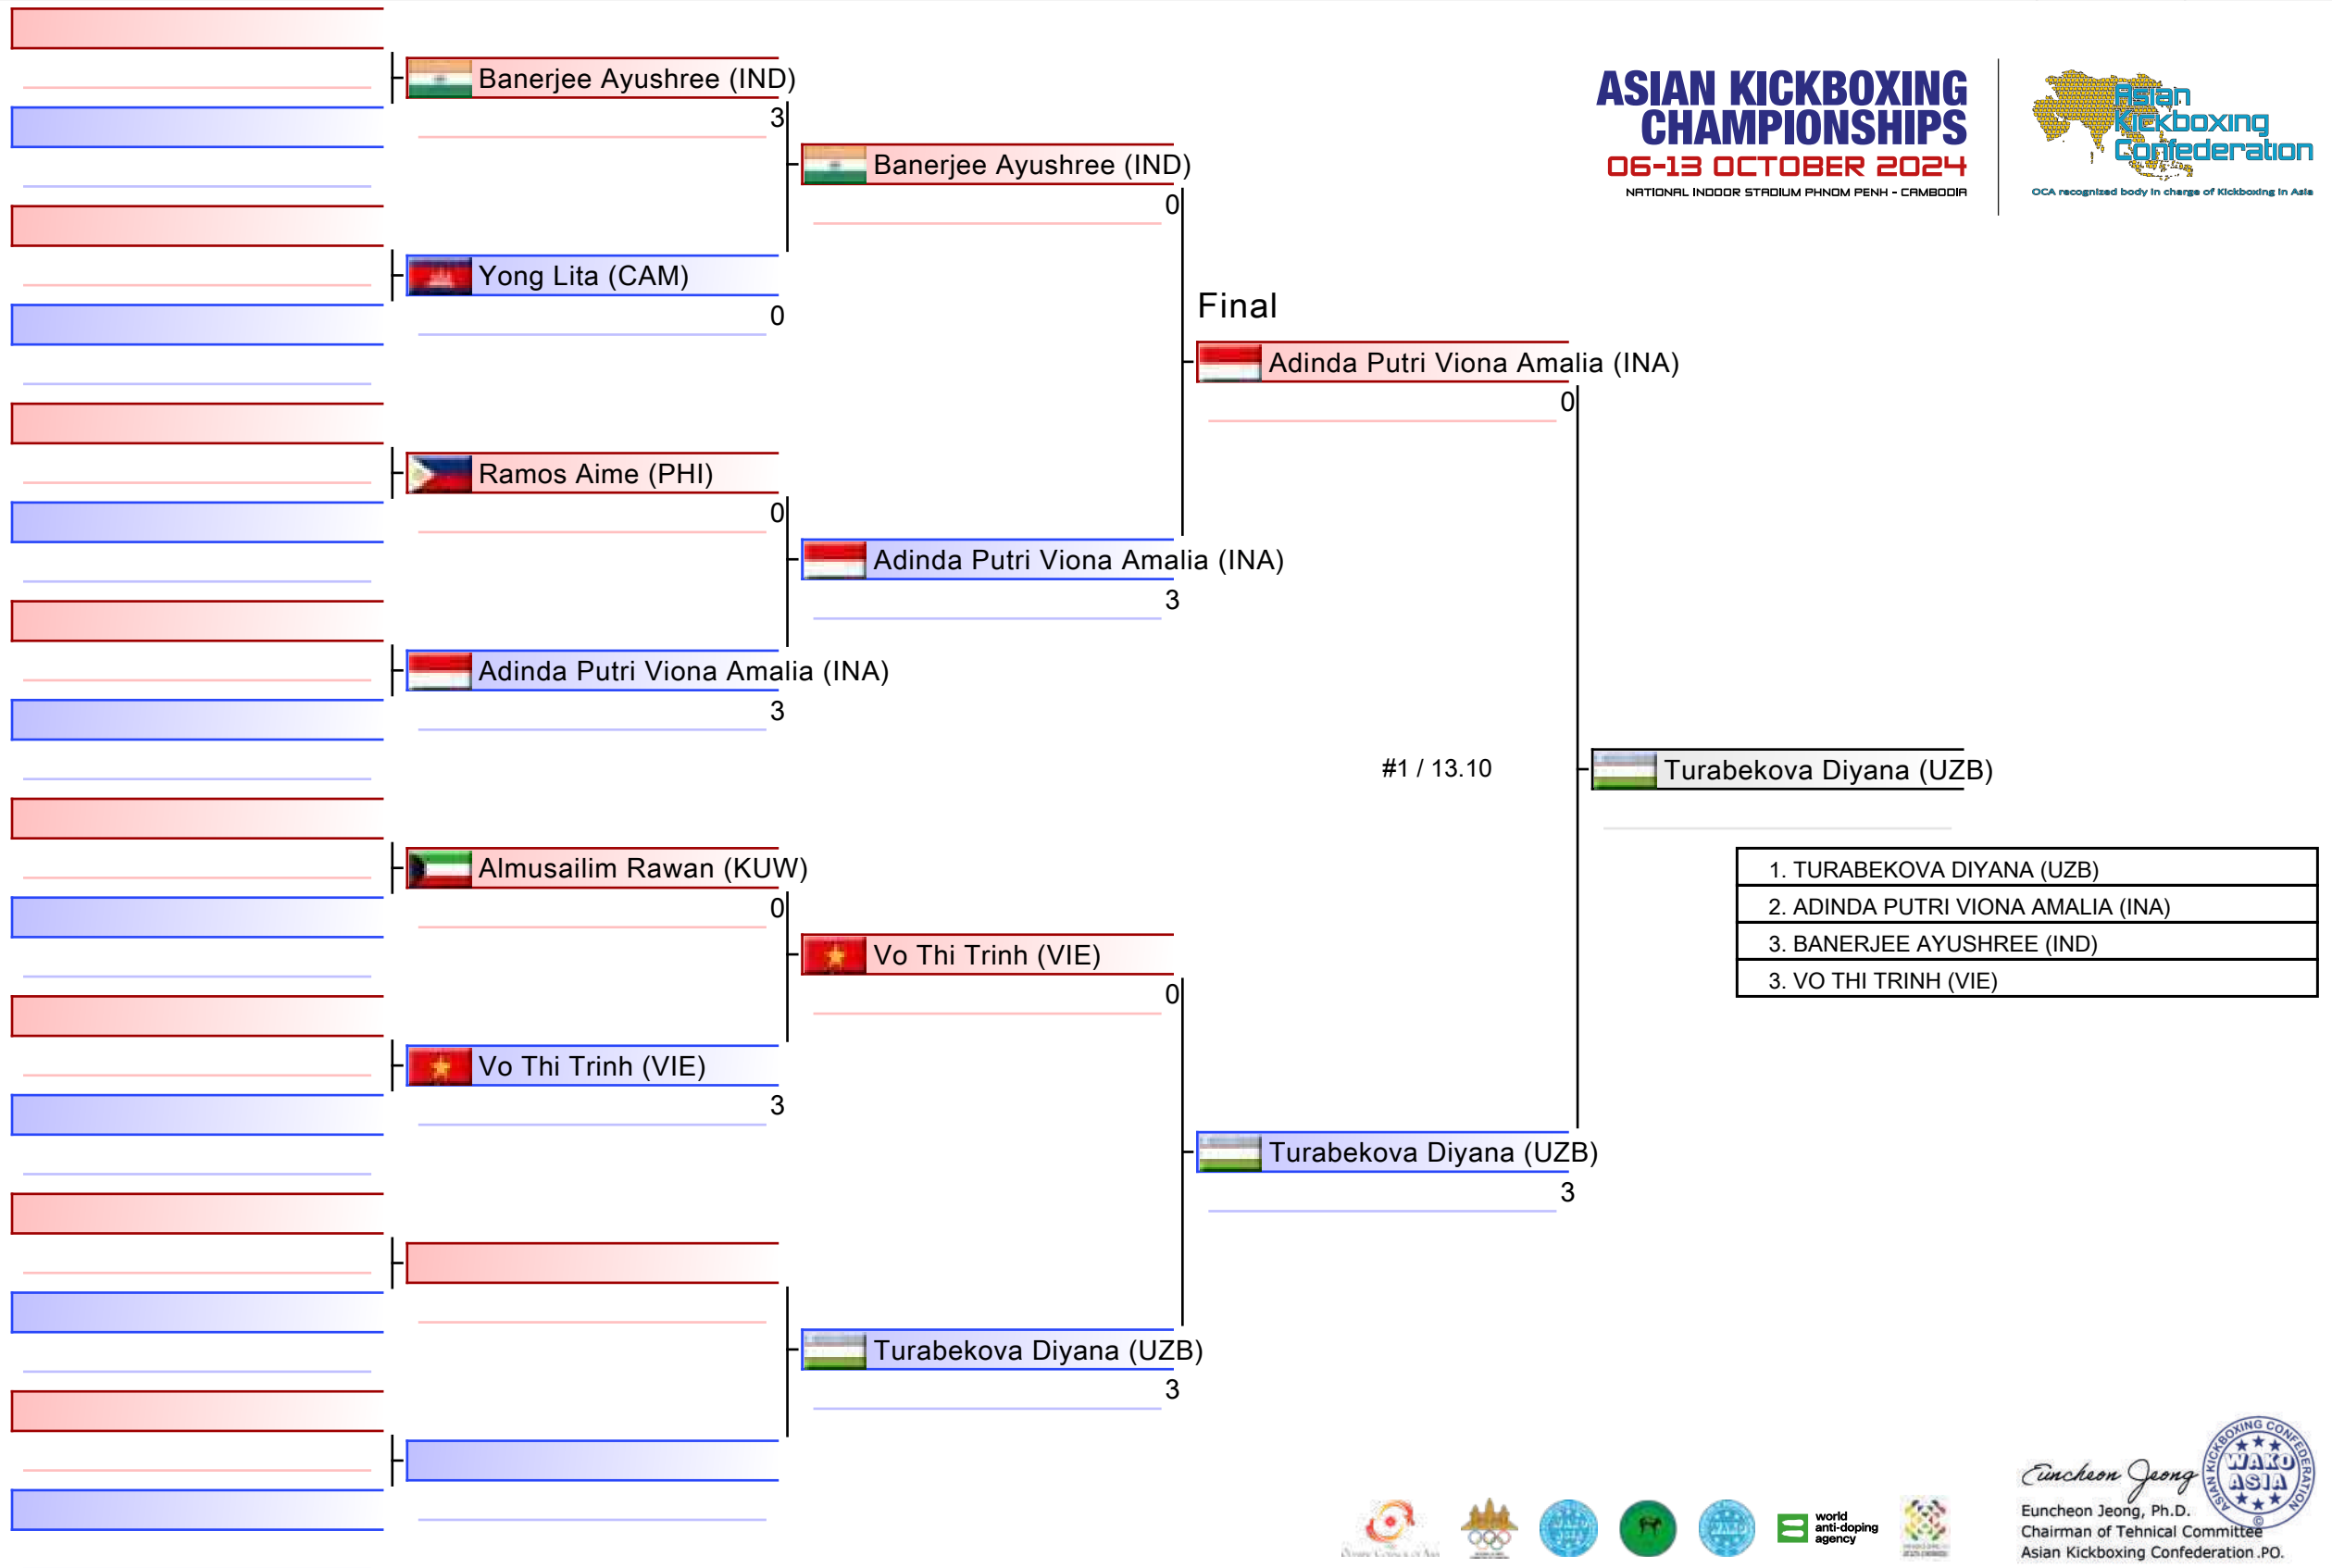 ASIAN KICKBOXING
CHAMPIONSHIPS
06-13 OCTOBER 2024
NATIONAL INDOOR STADIUM PHNOM PENH - CAMBODIA
Asian
Kickboxing
Confederation
OCA recognized body in charge of Kickboxing in Asia
Banerjee Ayushree (IND)
3
Banerjee Ayushree (IND)
0
Yong Lita (CAM)
0
Final
Adinda Putri Viona Amalia (INA)
0
Ramos Aime (PHI)
0
Adinda Putri Viona Amalia (INA)
3
Adinda Putri Viona Amalia (INA)
3
#1 / 13.10
Turabekova Diyana (UZB)
Almusailim Rawan (KUW)
0
1. TURABEKOVA DIYANA (UZB)
2. ADINDA PUTRI VIONA AMALIA (INA)
3. BANERJEE AYUSHREE (IND)
3. VO THI TRINH (VIE)
Vo Thi Trinh (VIE)
0
Vo Thi Trinh (VIE)
3
Turabekova Diyana (UZB)
3
Turabekova Diyana (UZB)
3
world
anti-doping
agency
Euncheon Jeong
ASIAN KICKBOXING CONFEDERATION
WAKO
ASIA
Euncheon Jeong, Ph.D.
Chairman of Tehnical Committee
Asian Kickboxing Confederation .PO.